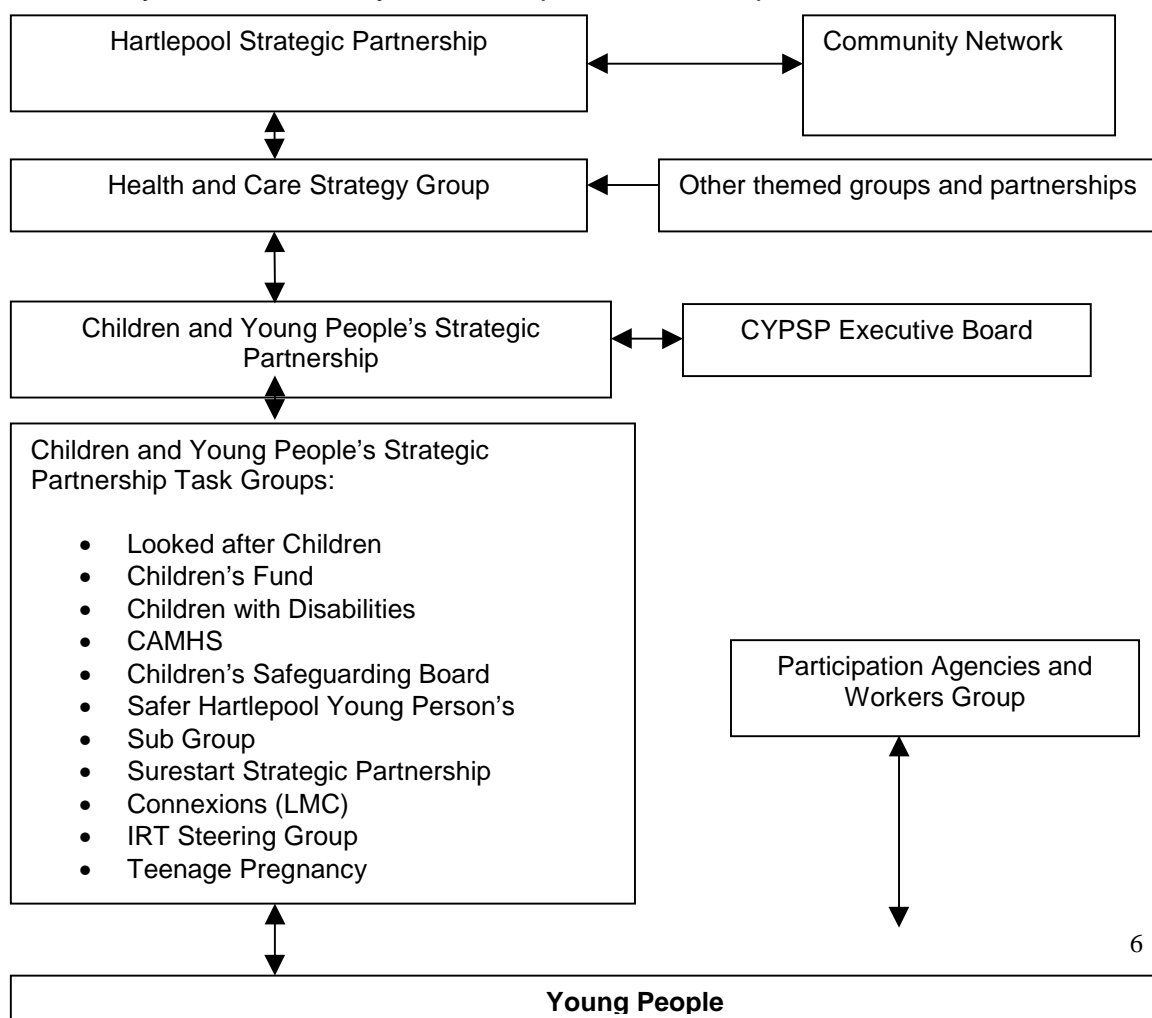 Hartlepool Strategic Partnership
Community Network
Health and Care Strategy Group
Other themed groups and partnerships
Children and Young People’s Strategic
Partnership
CYPSP Executive Board
Children and Young People’s Strategic
Partnership Task Groups:
• Looked after Children
• Children’s Fund
• Children with Disabilities
• CAMHS
• Children’s Safeguarding Board
• Safer Hartlepool Young Person’s
• Sub Group
• Surestart Strategic Partnership
• Connexions (LMC)
• IRT Steering Group
• Teenage Pregnancy
Participation Agencies and
Workers Group
6
Young People